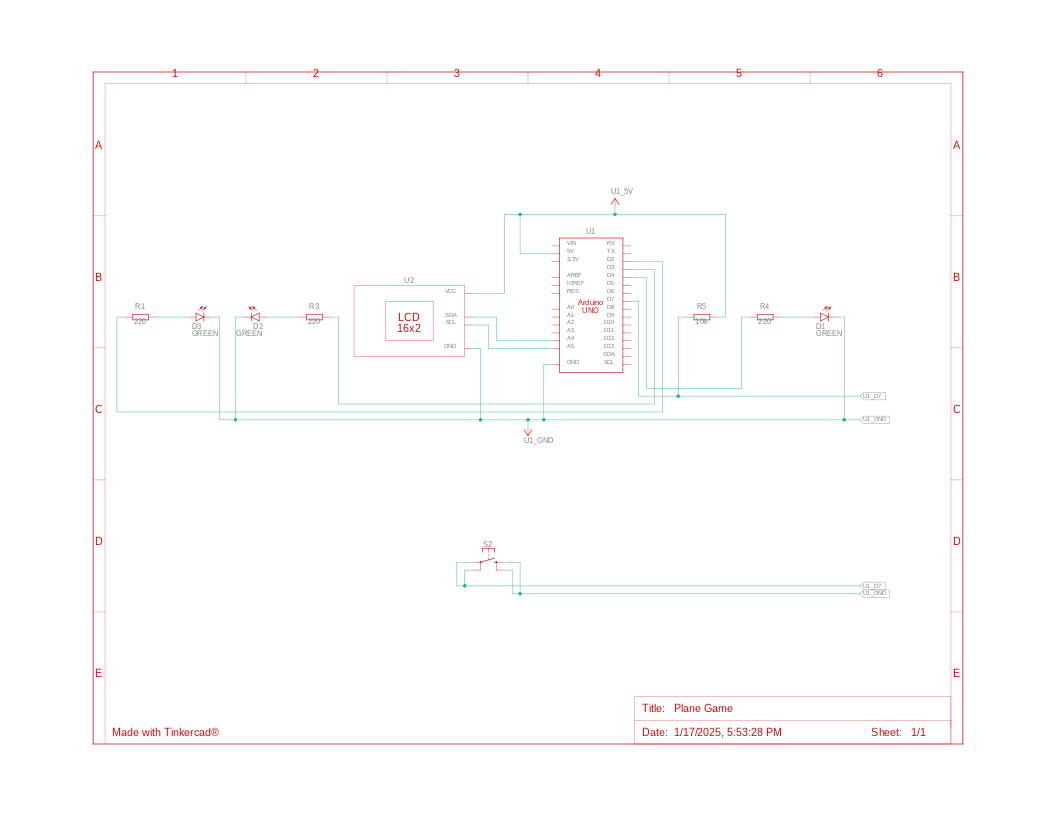 1 2 3 4 5 6
A A
U1_5V
U1
B B
VIN RX
5V TX
3.3V D2
D3
AREF D4
IOREF D5
RES D6
D7
A0 D8
A1 D9
A2 D10
A3 D11
A4 D12
A5 D13
SDA
GND SCL
Arduino
UNO
U2
VCC
SDA
SCL
GND
LCD
16x2
R1
220
D3
GREEN
D2
GREEN
R3
220
R5
10k
R4
220
D1
GREEN
U1_D7
C C
U1_GND
U1_GND
D D
S2
U1_D7
U1_GND
E E
Title: Plane Game
Made with Tinkercad®
Date: 1/17/2025, 5:53:28 PM Sheet: 1/1